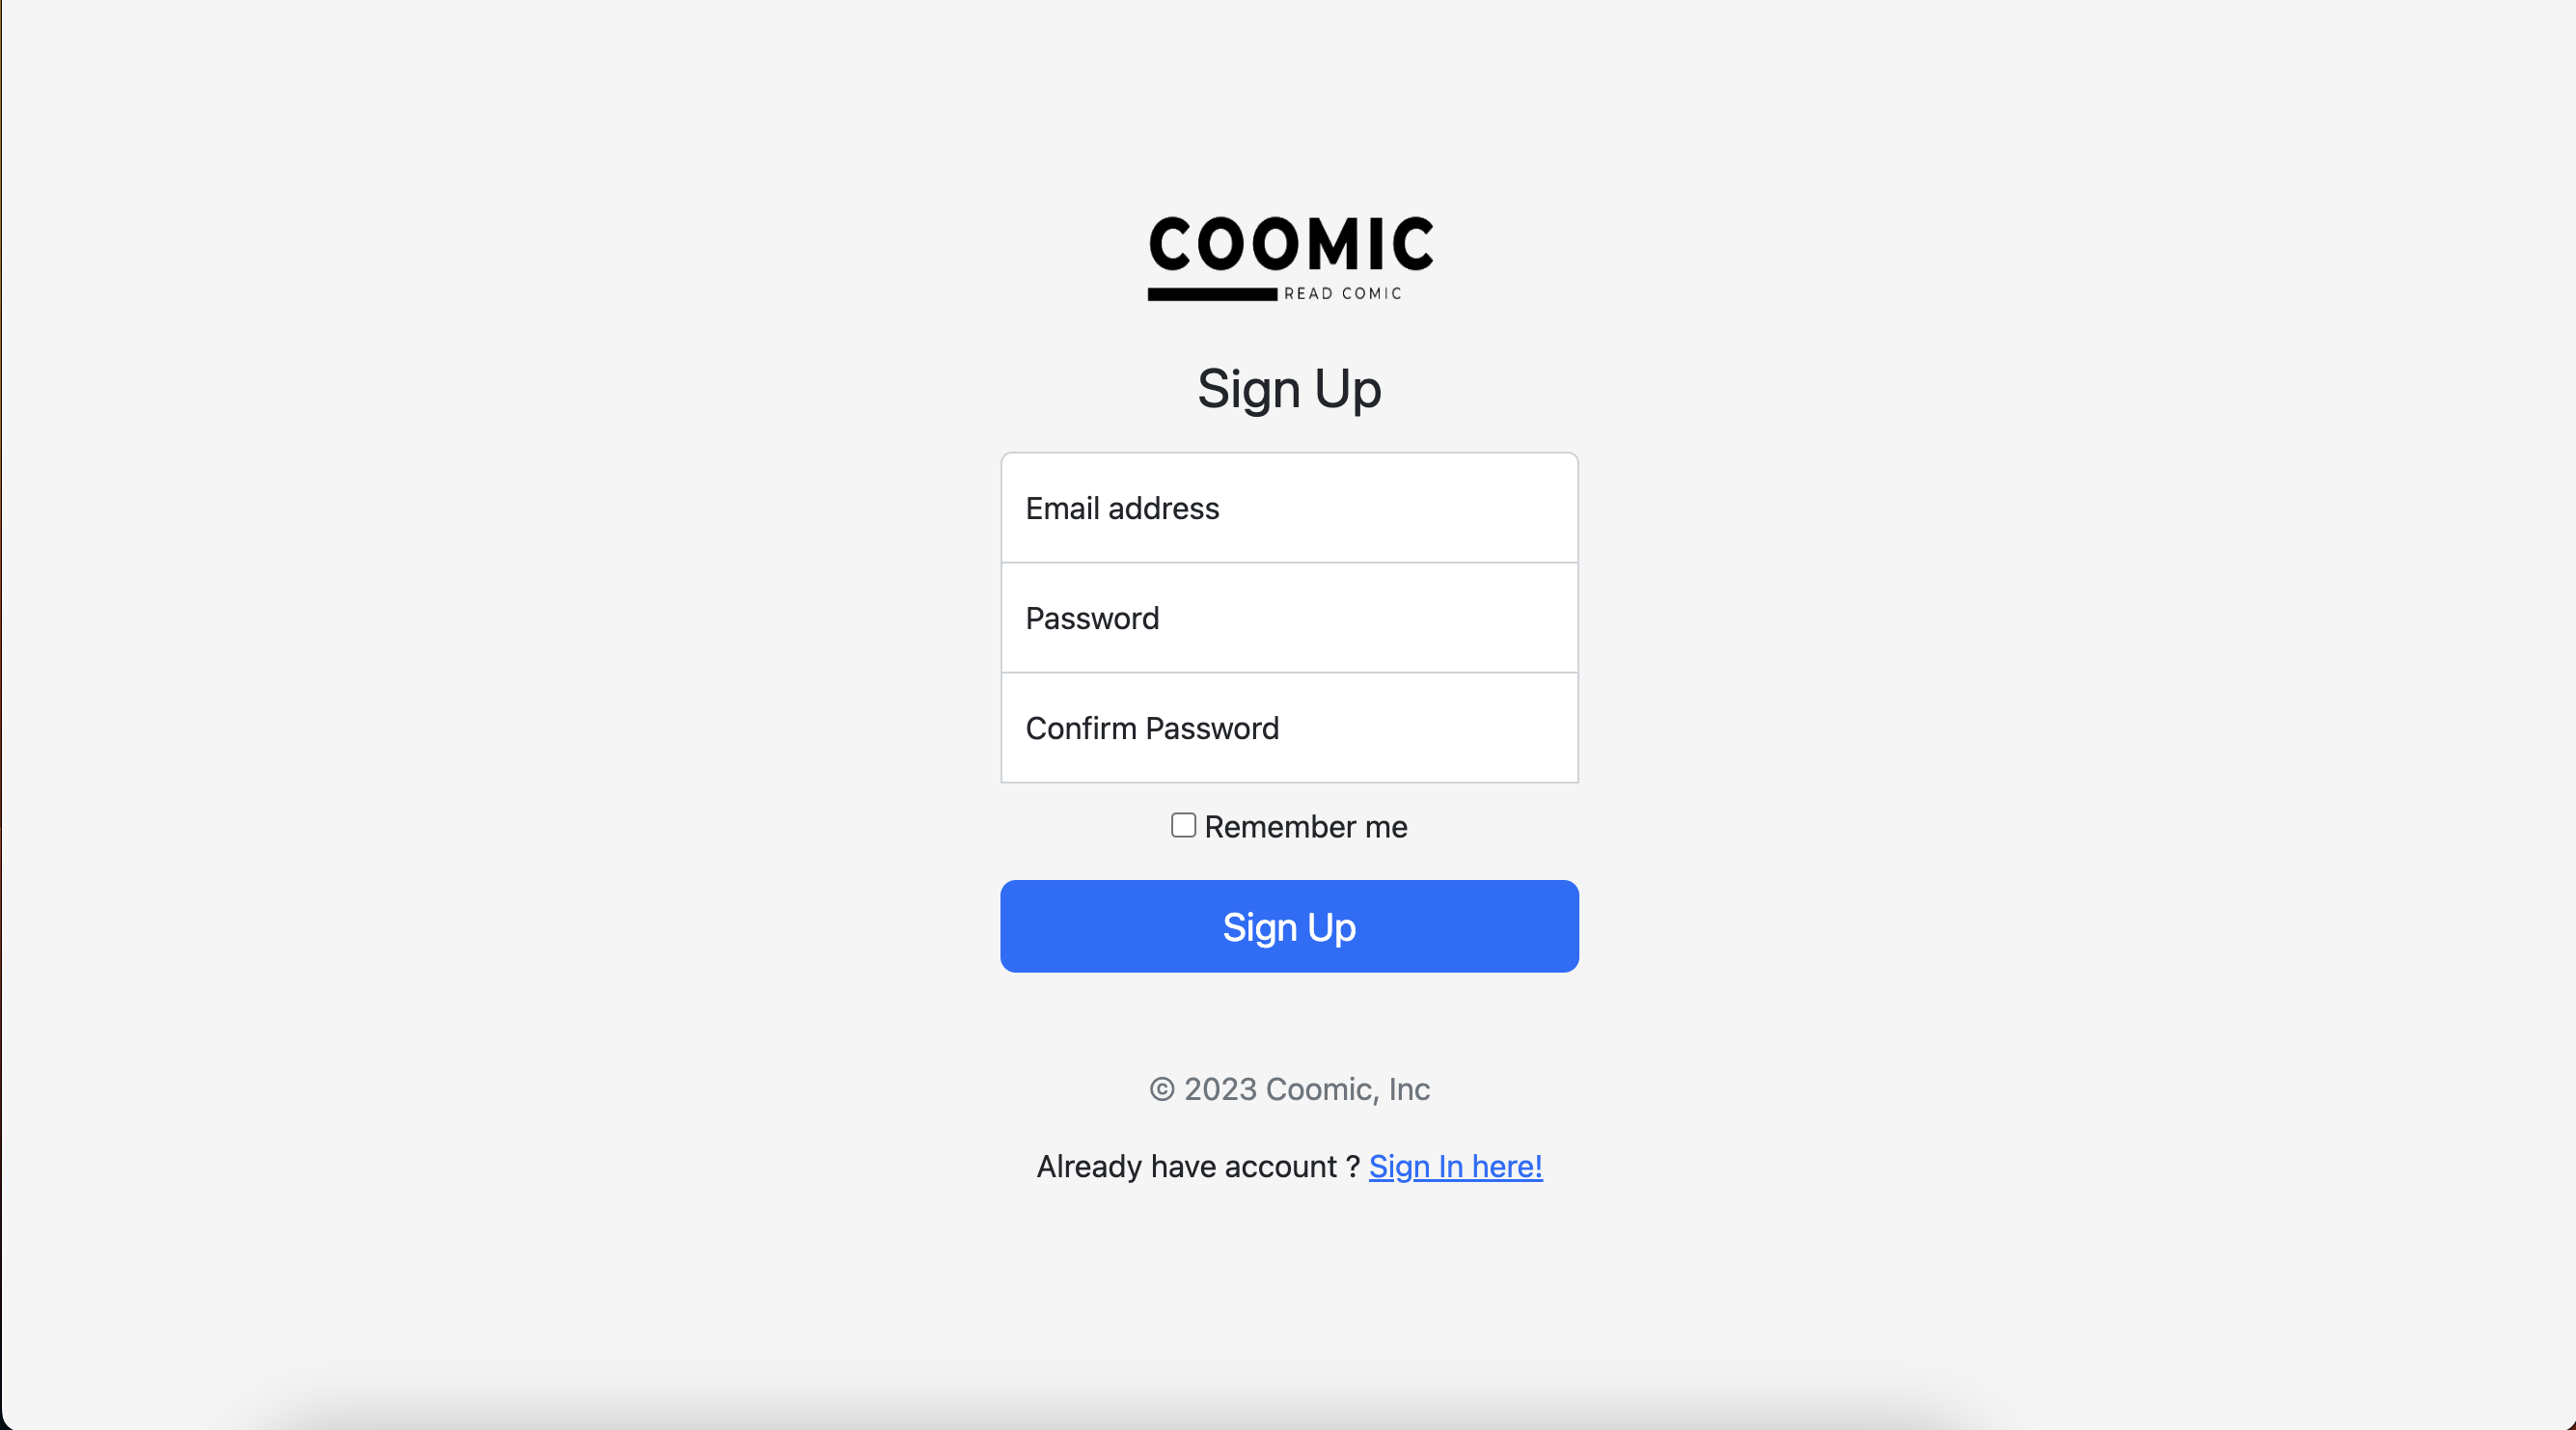 COOMIC
READ COMIC
Sign Up
Email address
Password
Confirm Password
Remember me
Sign Up
© 2023 Coomic, Inc
Already have account ? Sign In here!